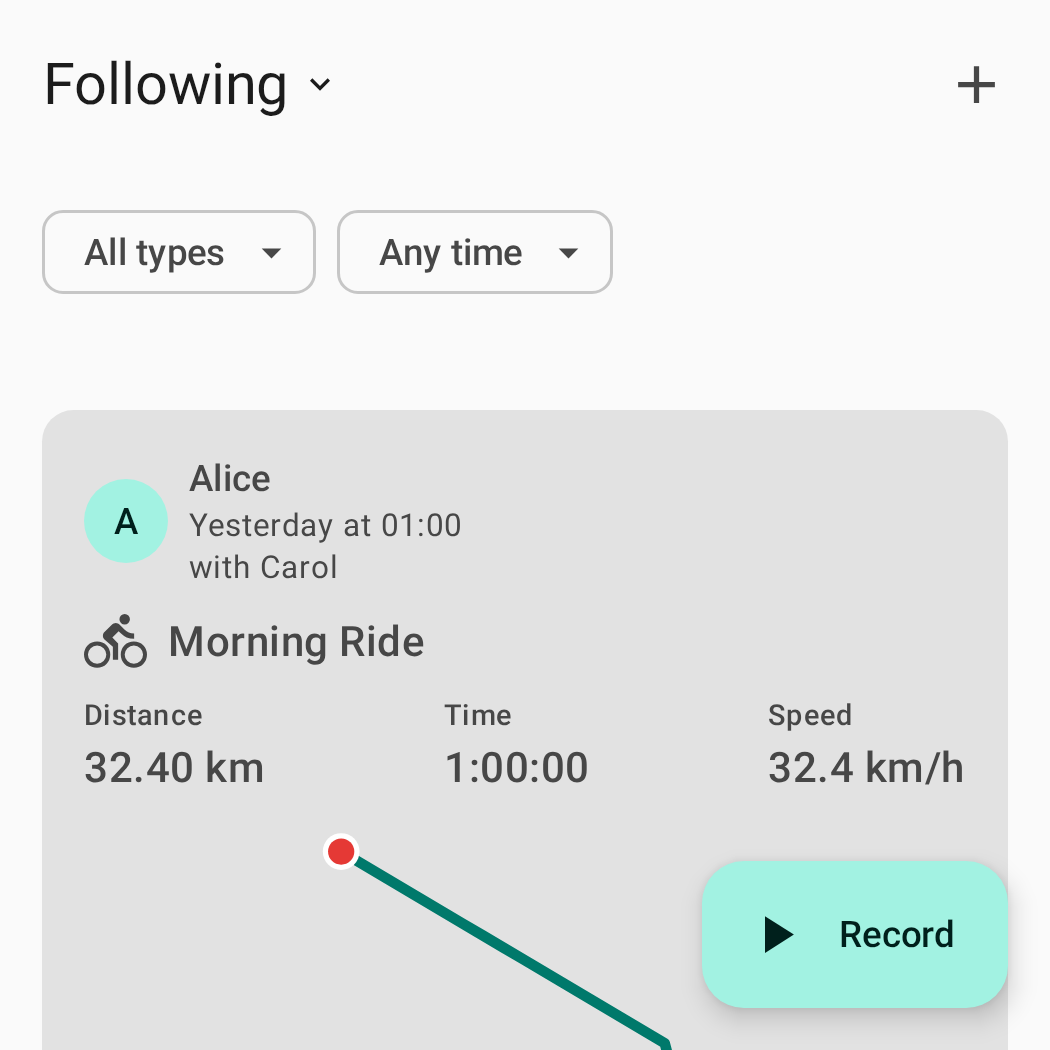 Following
All types
Any time
A
Alice
Yesterday at 01:00
with Carol
Morning Ride
Distance
Time
Speed
32.40 km
1:00:00
32.4 km/h
Record